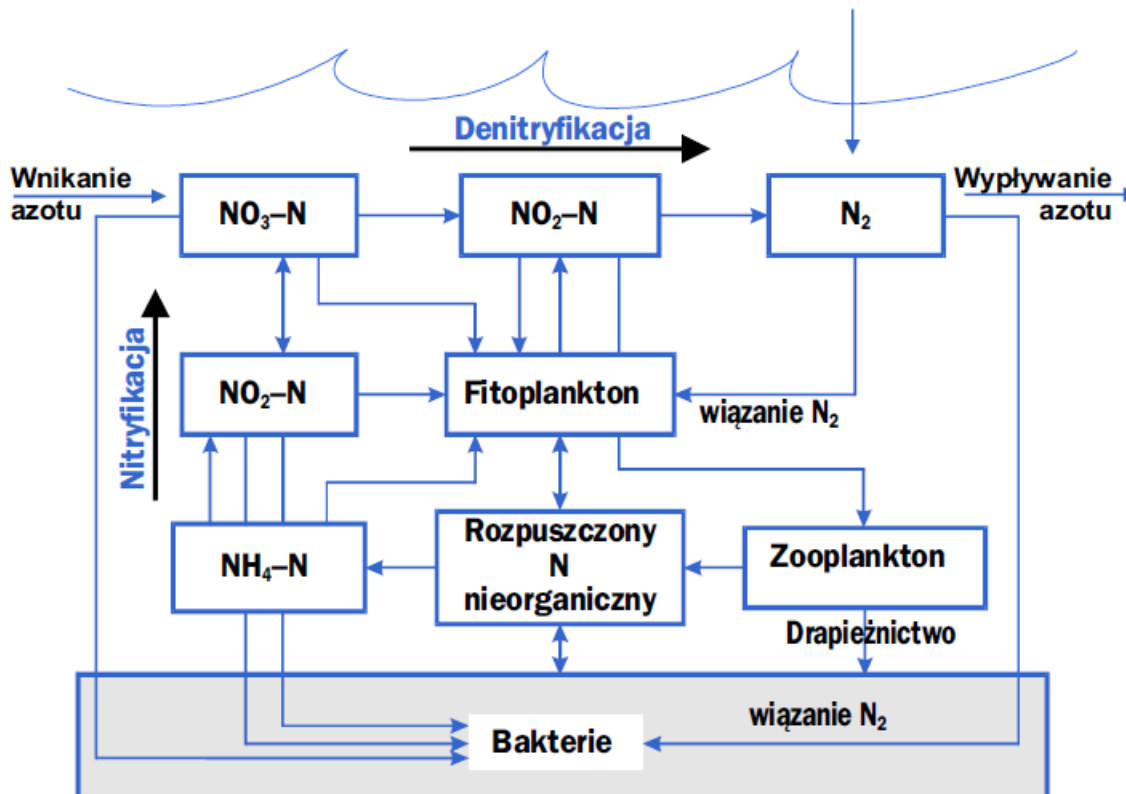 Denitryfikacja
Wnikanie
azotu
NO₃–N
NO₂–N
N₂
Wypływanie
azotu
Nitryfikacja
NO₂–N
Fitoplankton
wiązanie N₂
NH₄–N
Rozpuszczony
N
nieorganiczny
Zooplankton
Drapieżnictwo
wiązanie N₂
Bakterie